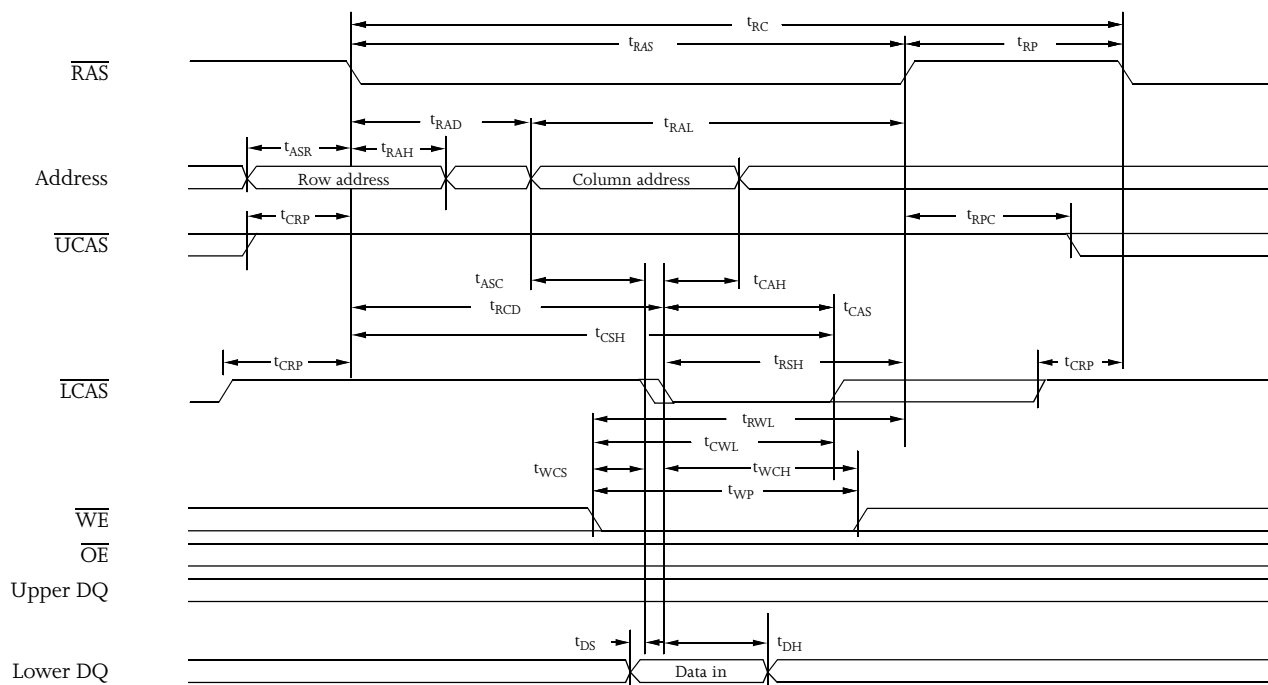 tRC
tRAS
tRP
RAS
tRAD
tRAL
tASR
tRAH
Address
Row address
Column address
tCRP
tRPC
UCAS
tASC
tCAH
tRCD
tCAS
tCSH
tCRP
tRSH
tCRP
LCAS
tRWL
tCWL
tWCS
tWCH
tWP
WE
OE
Upper DQ
tDS
tDH
Lower DQ
Data in